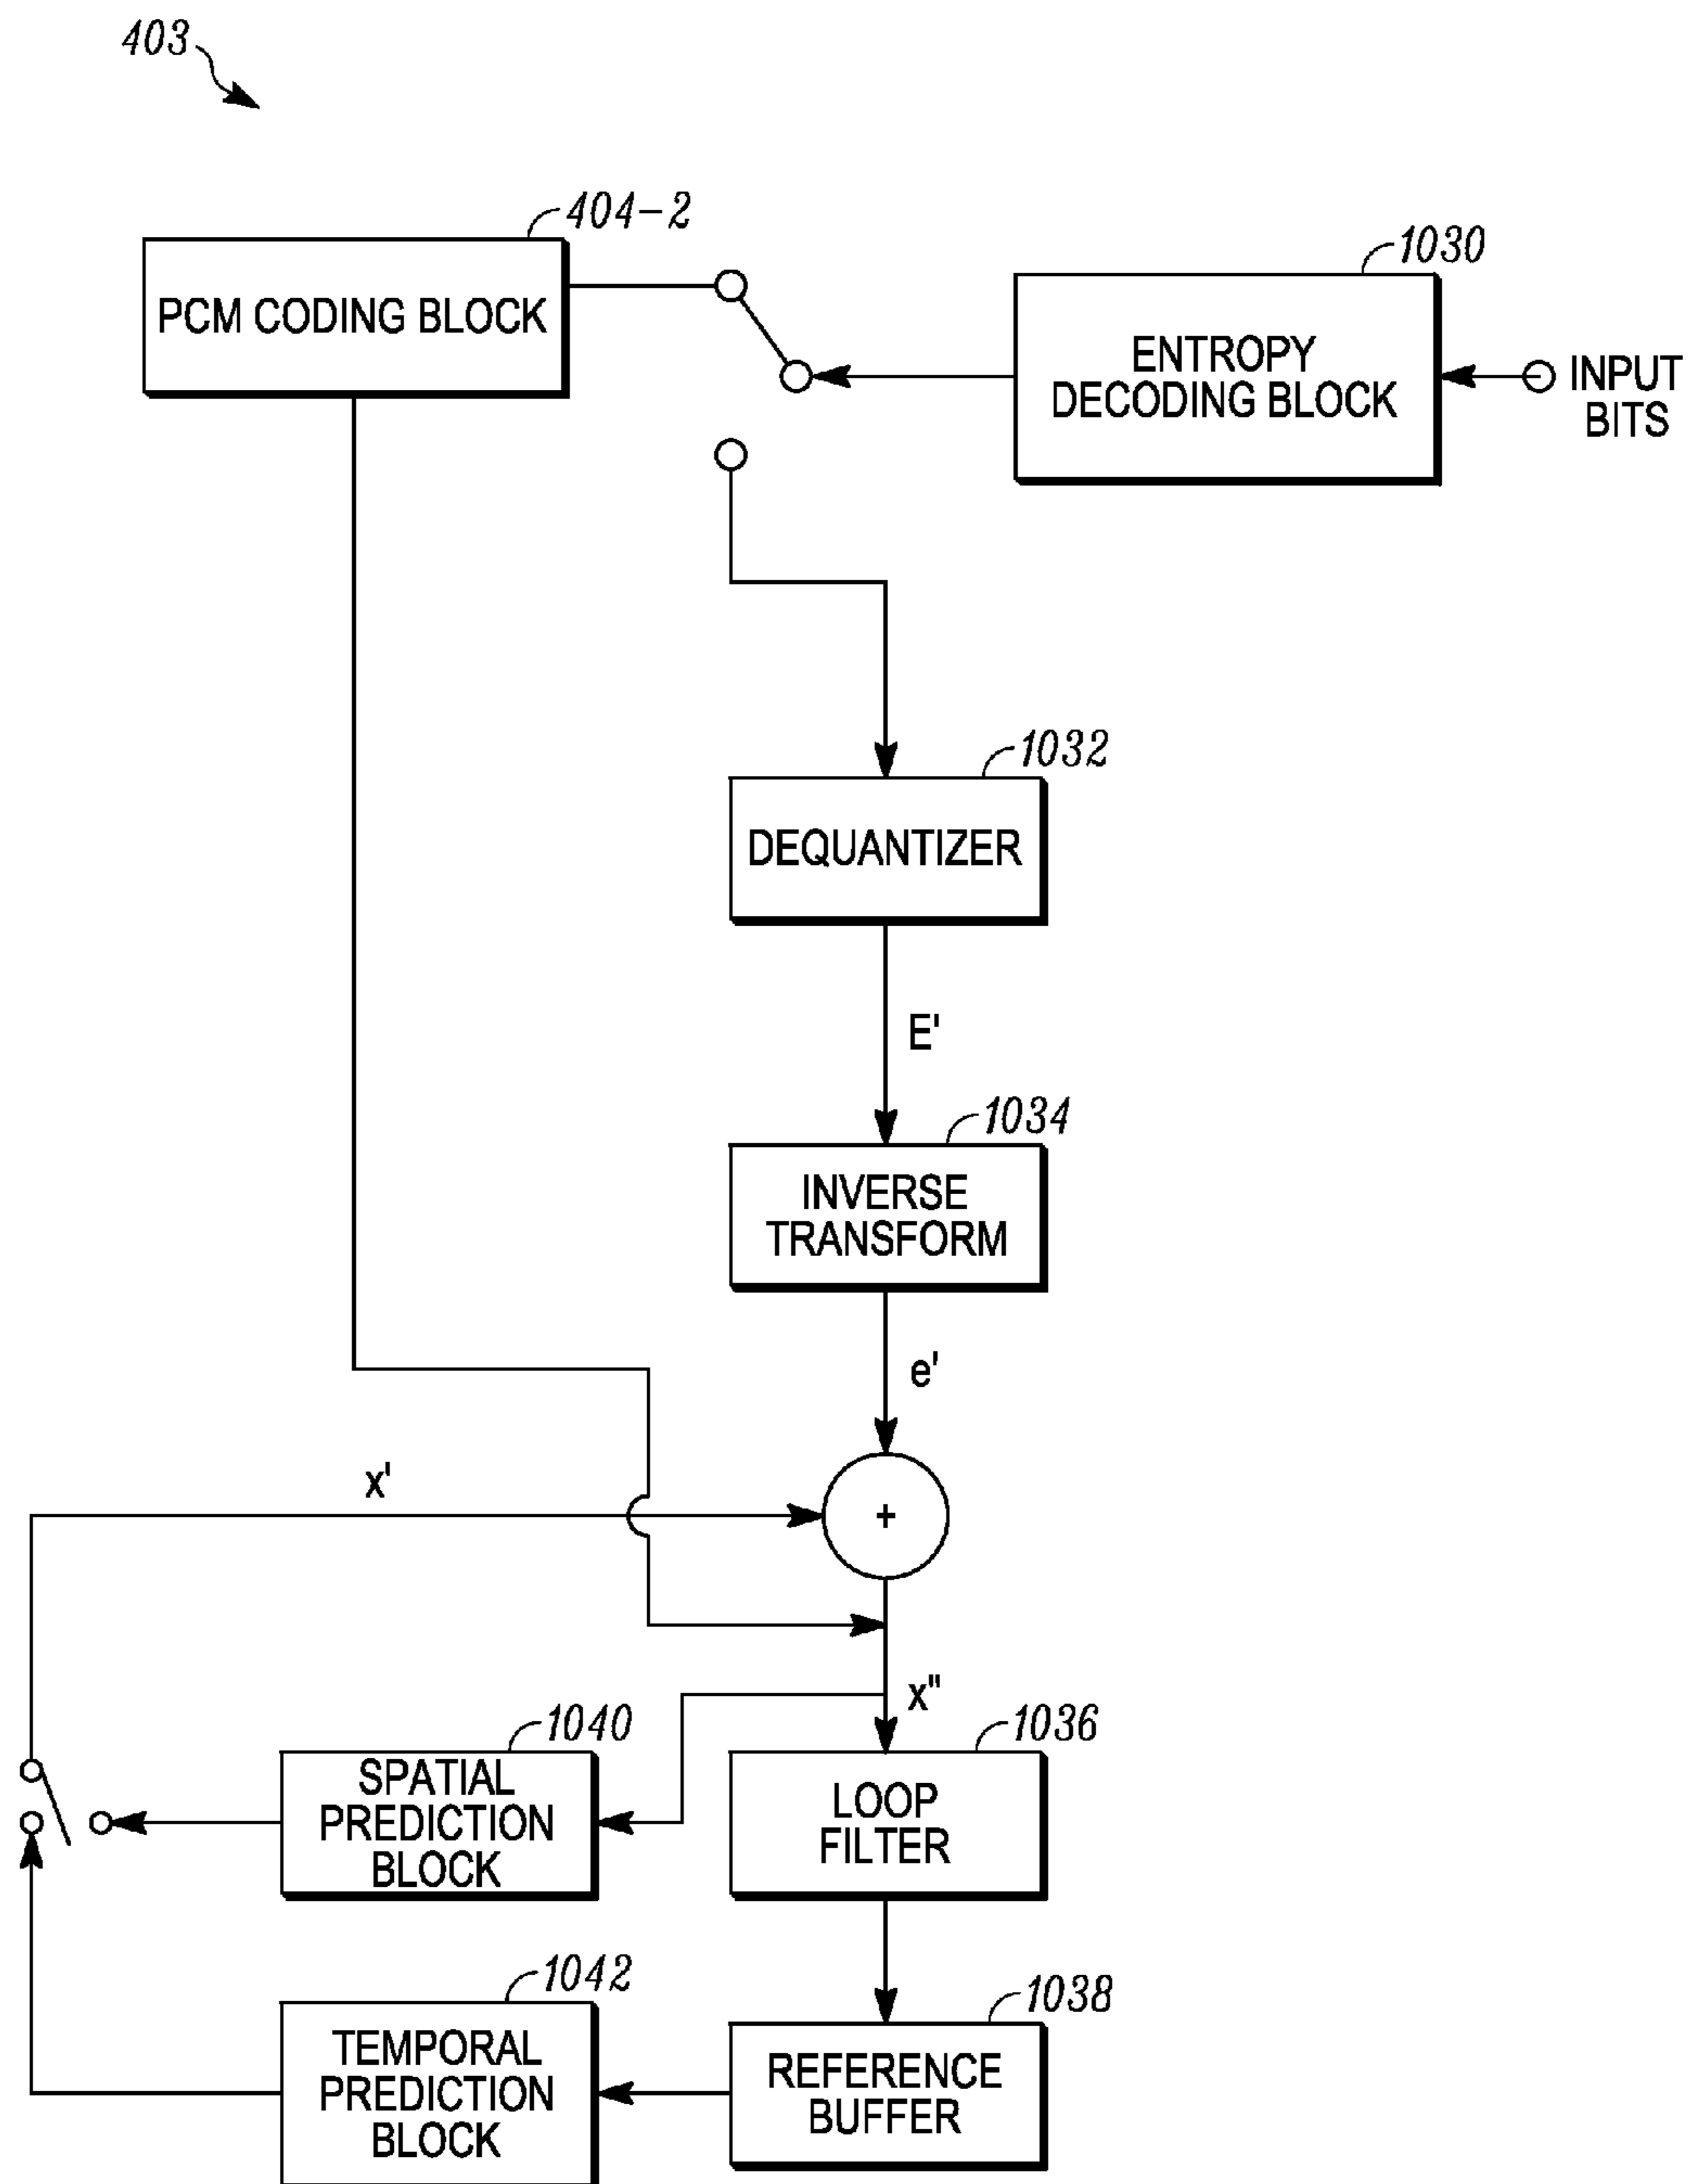 403
404-2
PCM CODING BLOCK
1030
ENTROPY
DECODING BLOCK
INPUT
BITS
1032
DEQUANTIZER
E'
1034
INVERSE
TRANSFORM
e'
x'
+
x"
1040
SPATIAL
PREDICTION
BLOCK
1036
LOOP
FILTER
1042
TEMPORAL
PREDICTION
BLOCK
1038
REFERENCE
BUFFER